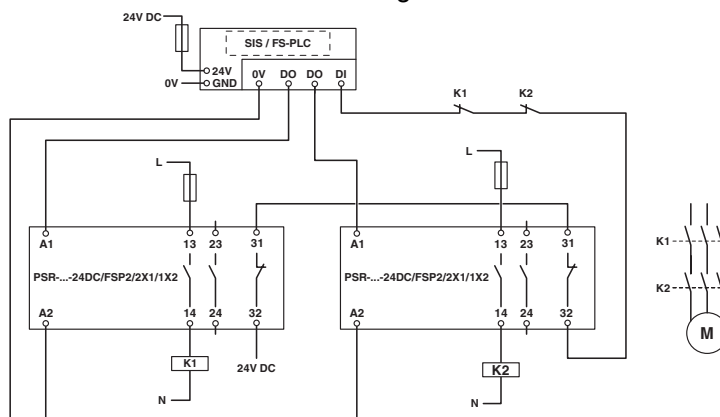 24V DC
SIS / FS-PLC
24V
0V
GND
0V DO DO DI
K1 K2
L
L
A1 13 23 31
A1 13 23 31
K1
PSR-...-24DC/FSP2/2X1/1X2
PSR-...-24DC/FSP2/2X1/1X2
K2
A2 14 24 32
A2 14 24 32
M
K1
24V DC
K2
N
N